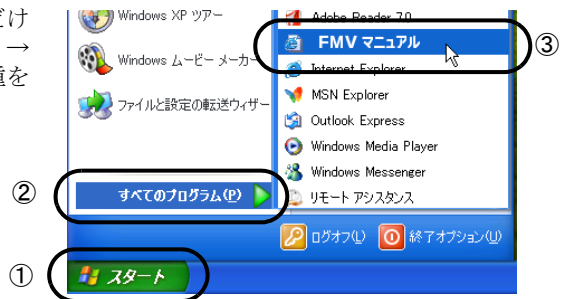 だけ
→
重を
Windows XP ツアー
Windows ムービー メーカー
ファイルと設定の転送ウィザー
② すべてのプログラム(P)
① スタート
Adobe Reader 7.0
FMV マニュアル ③
Internet Explorer
MSN Explorer
Outlook Express
Windows Media Player
Windows Messenger
リモート アシスタンス
ログオフ(L) 終了オプション(U)